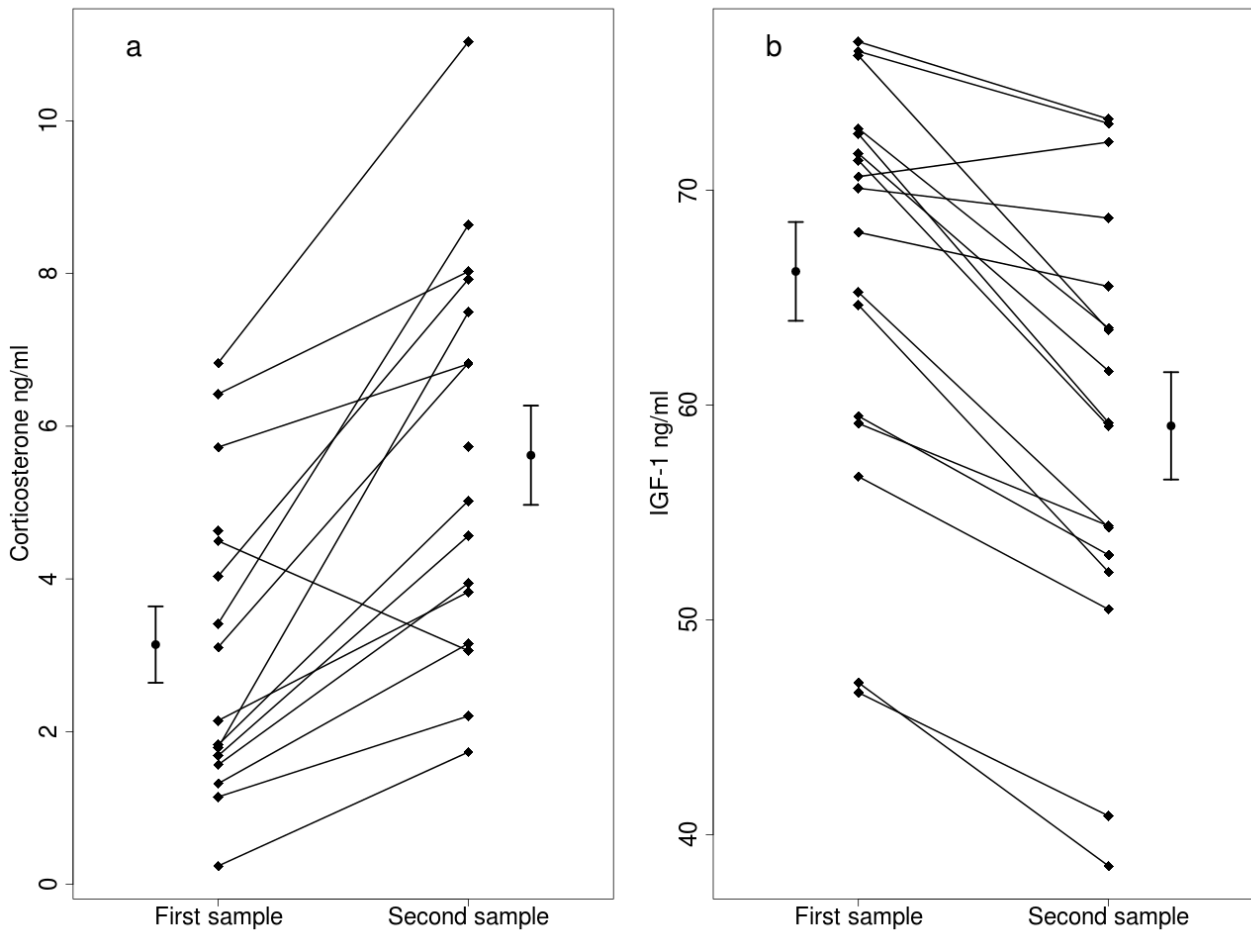 a
Corticosterone ng/ml
0
2
4
6
8
10
First sample
Second sample
b
IGF-1 ng/ml
40
50
60
70
First sample
Second sample